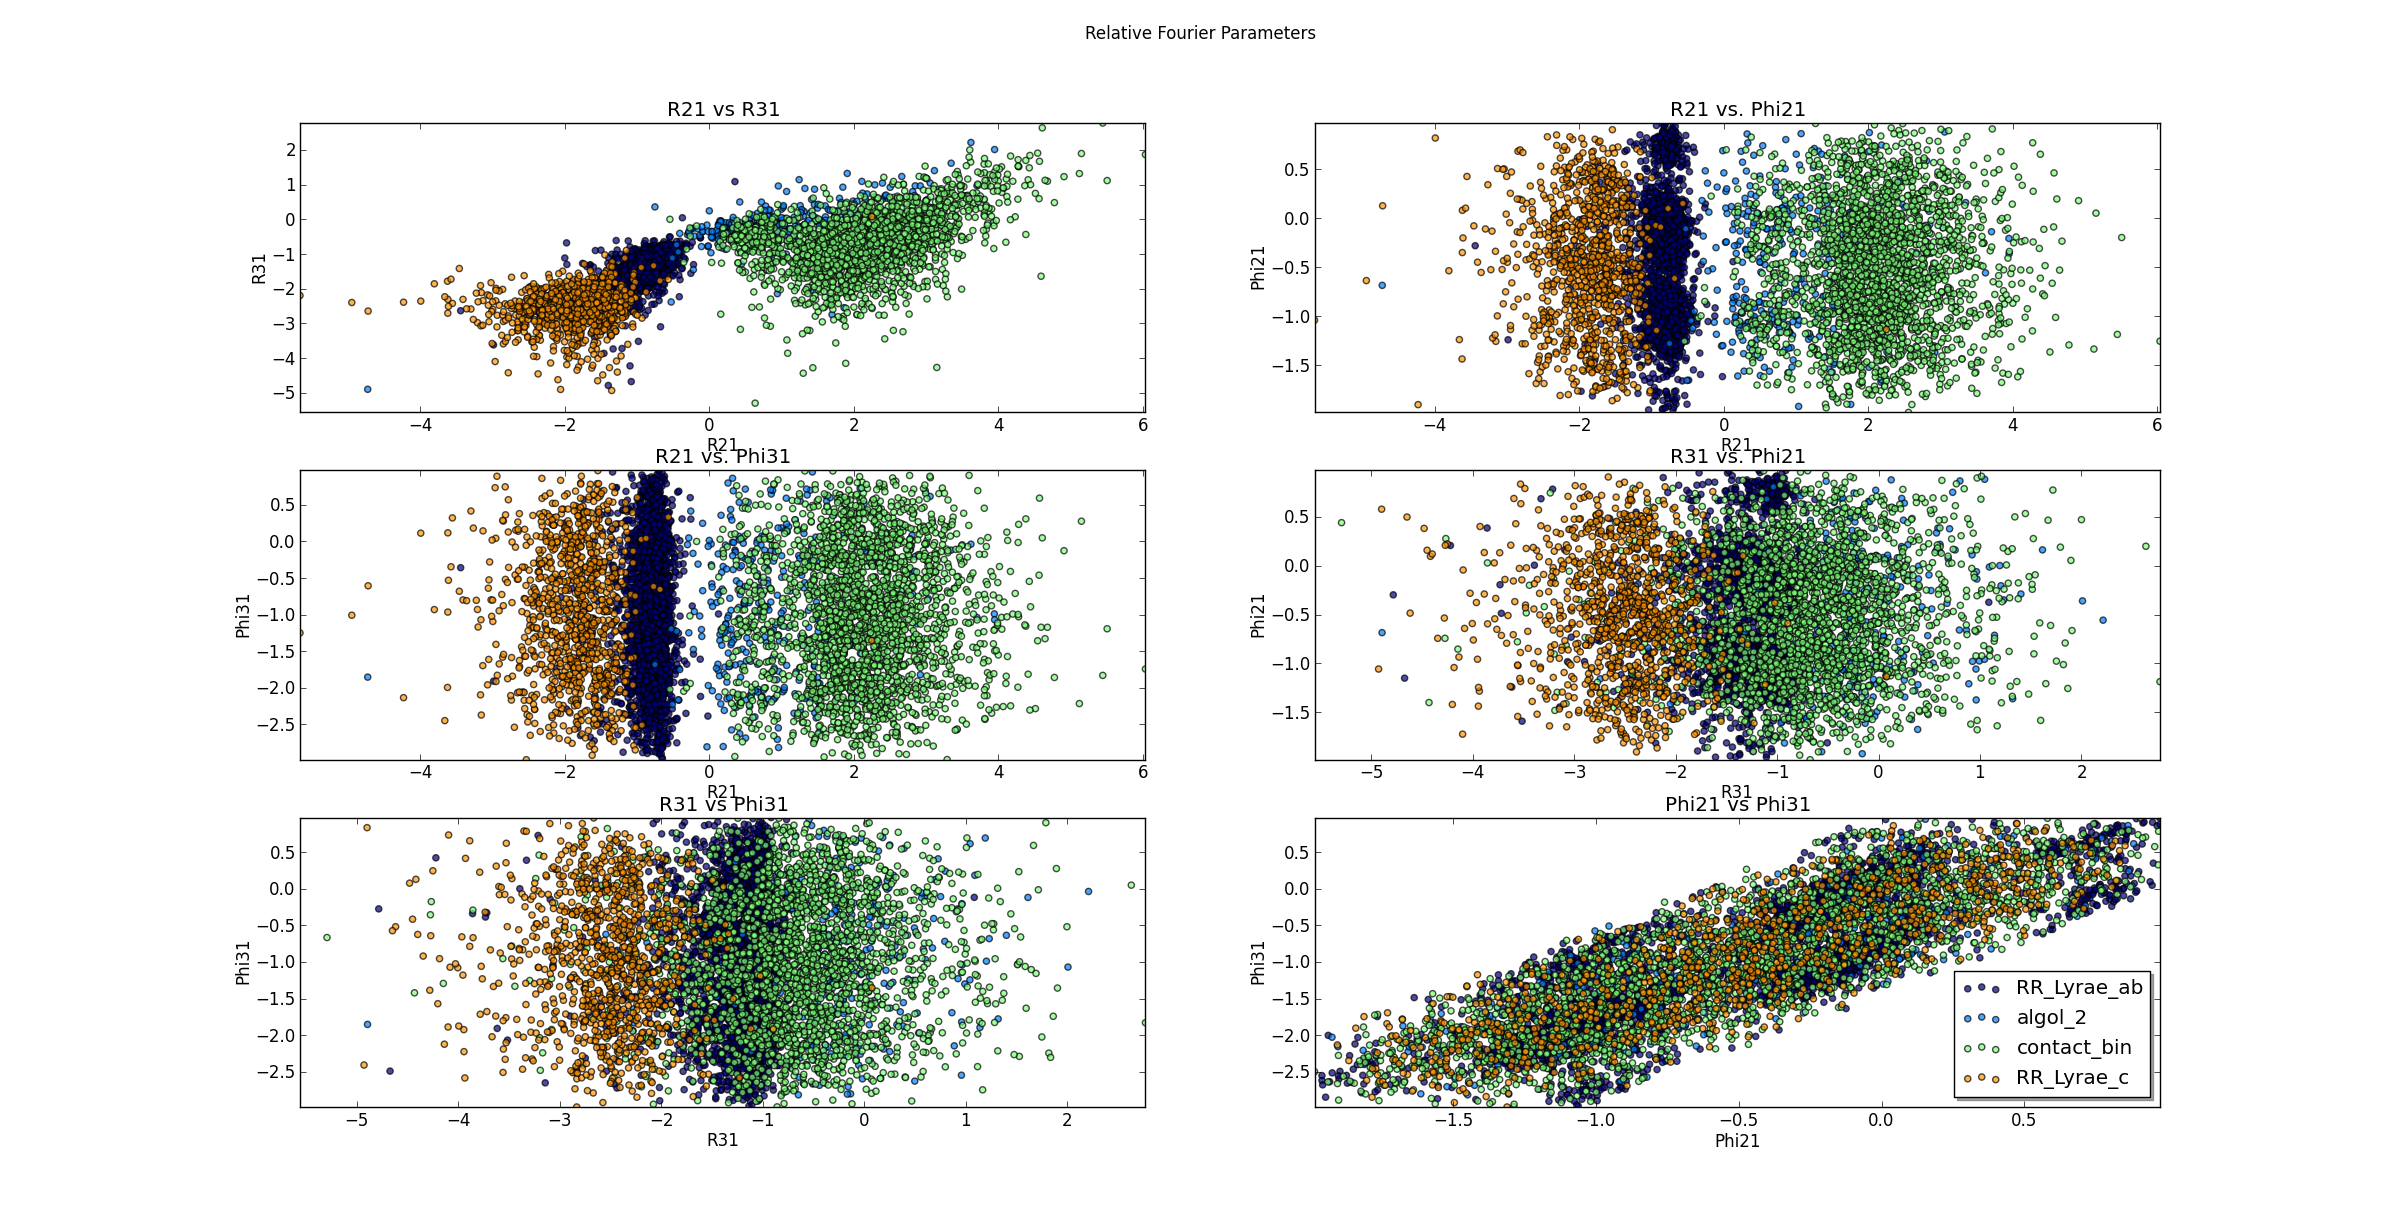 Relative Fourier Parameters
R21 vs R31
R31
2
1
0
−1
−2
−3
−4
−5
−4 −2 0 2 4 6
R21
R21 vs. Phi21
Phi21
0.5
0.0
−0.5
−1.0
−1.5
−4 −2 0 2 4 6
R21
R21 vs. Phi31
Phi31
0.5
0.0
−0.5
−1.0
−1.5
−2.0
−2.5
−4 −2 0 2 4 6
R21
R31 vs. Phi21
Phi21
0.5
0.0
−0.5
−1.0
−1.5
−5 −4 −3 −2 −1 0 1 2
R31
R31 vs Phi31
Phi31
0.5
0.0
−0.5
−1.0
−1.5
−2.0
−2.5
−5 −4 −3 −2 −1 0 1 2
R31
Phi21 vs Phi31
Phi31
0.5
0.0
−0.5
−1.0
−1.5
−2.0
−2.5
−1.5 −1.0 −0.5 0.0 0.5
Phi21
RR_Lyrae_ab
algol_2
contact_bin
RR_Lyrae_c